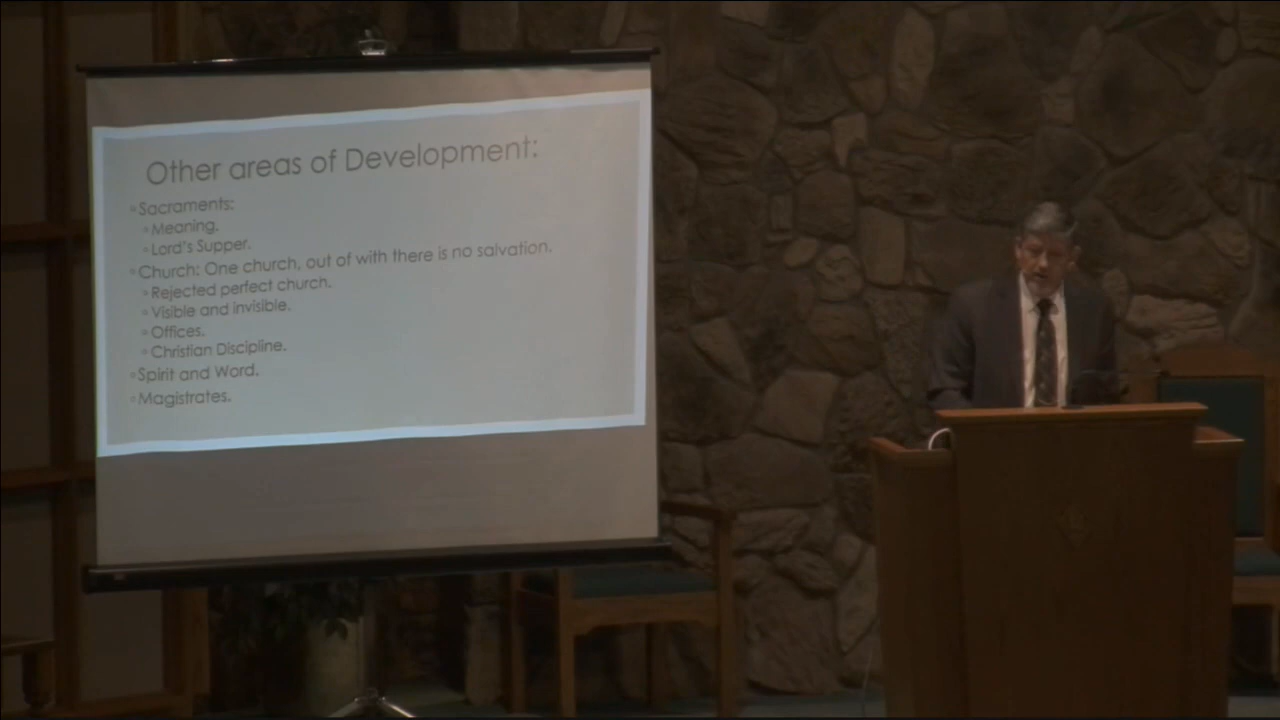 Other areas of Development:
Sacraments:
Meaning.
Lord's Supper.
Church: One church, out of with there is no salvation.
Rejected perfect church.
Visible and invisible.
Offices.
Christian Discipline.
Spirit and Word.
Magistrates.